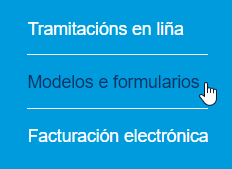 Tramitacións en liña
Modelos e formularios
Facturación electrónica